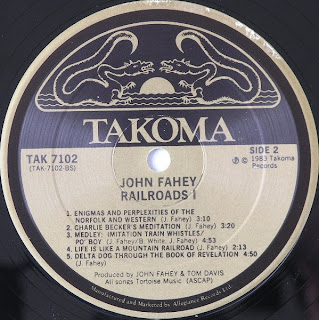 TAKOMA
TAK 7102
(TAK-7102-BS)
SIDE 2
℗ © 1983 Takoma
Records
JOHN FAHEY
RAILROADS I
1. ENIGMAS AND PERPLEXITIES OF THE
NORFOLK AND WESTERN (J. Fahey) 3:10
2. CHARLIE BECKER'S MEDITATION (J. Fahey) 3:20
3. MEDLEY: IMITATION TRAIN WHISTLES/
PO' BOY (J. Fahey/B. White, J. Fahey) 4:53
4. LIFE IS LIKE A MOUNTAIN RAILROAD (J. Fahey) 2:13
5. DELTA DOG THROUGH THE BOOK OF REVELATION 4:50
(J. Fahey)
Produced by JOHN FAHEY & TOM DAVIS
All songs Tortoise Music (ASCAP)
Manufactured and Marketed by Allegiance Records Ltd.